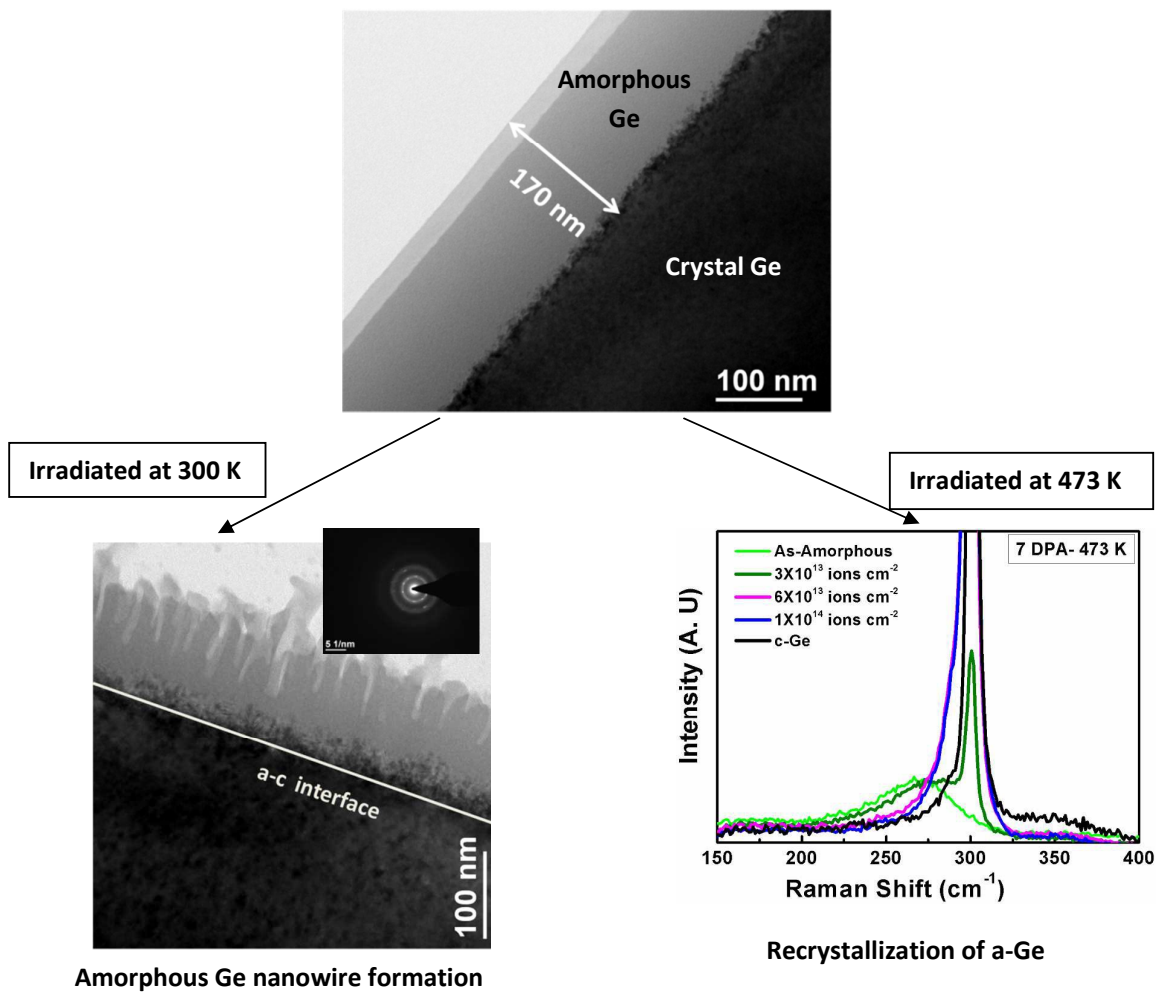 Amorphous
Ge
170 nm
Crystal Ge
100 nm
Irradiated at 300 K
Irradiated at 473 K
5 1/nm
a-c interface
100 nm
Amorphous Ge nanowire formation
As-Amorphous
3X10¹³ ions cm⁻²
6X10¹³ ions cm⁻²
1X10¹⁴ ions cm⁻²
c-Ge
7 DPA- 473 K
Intensity (A. U)
150 200 250 300 350 400
Raman Shift (cm⁻¹)
Recrystallization of a-Ge